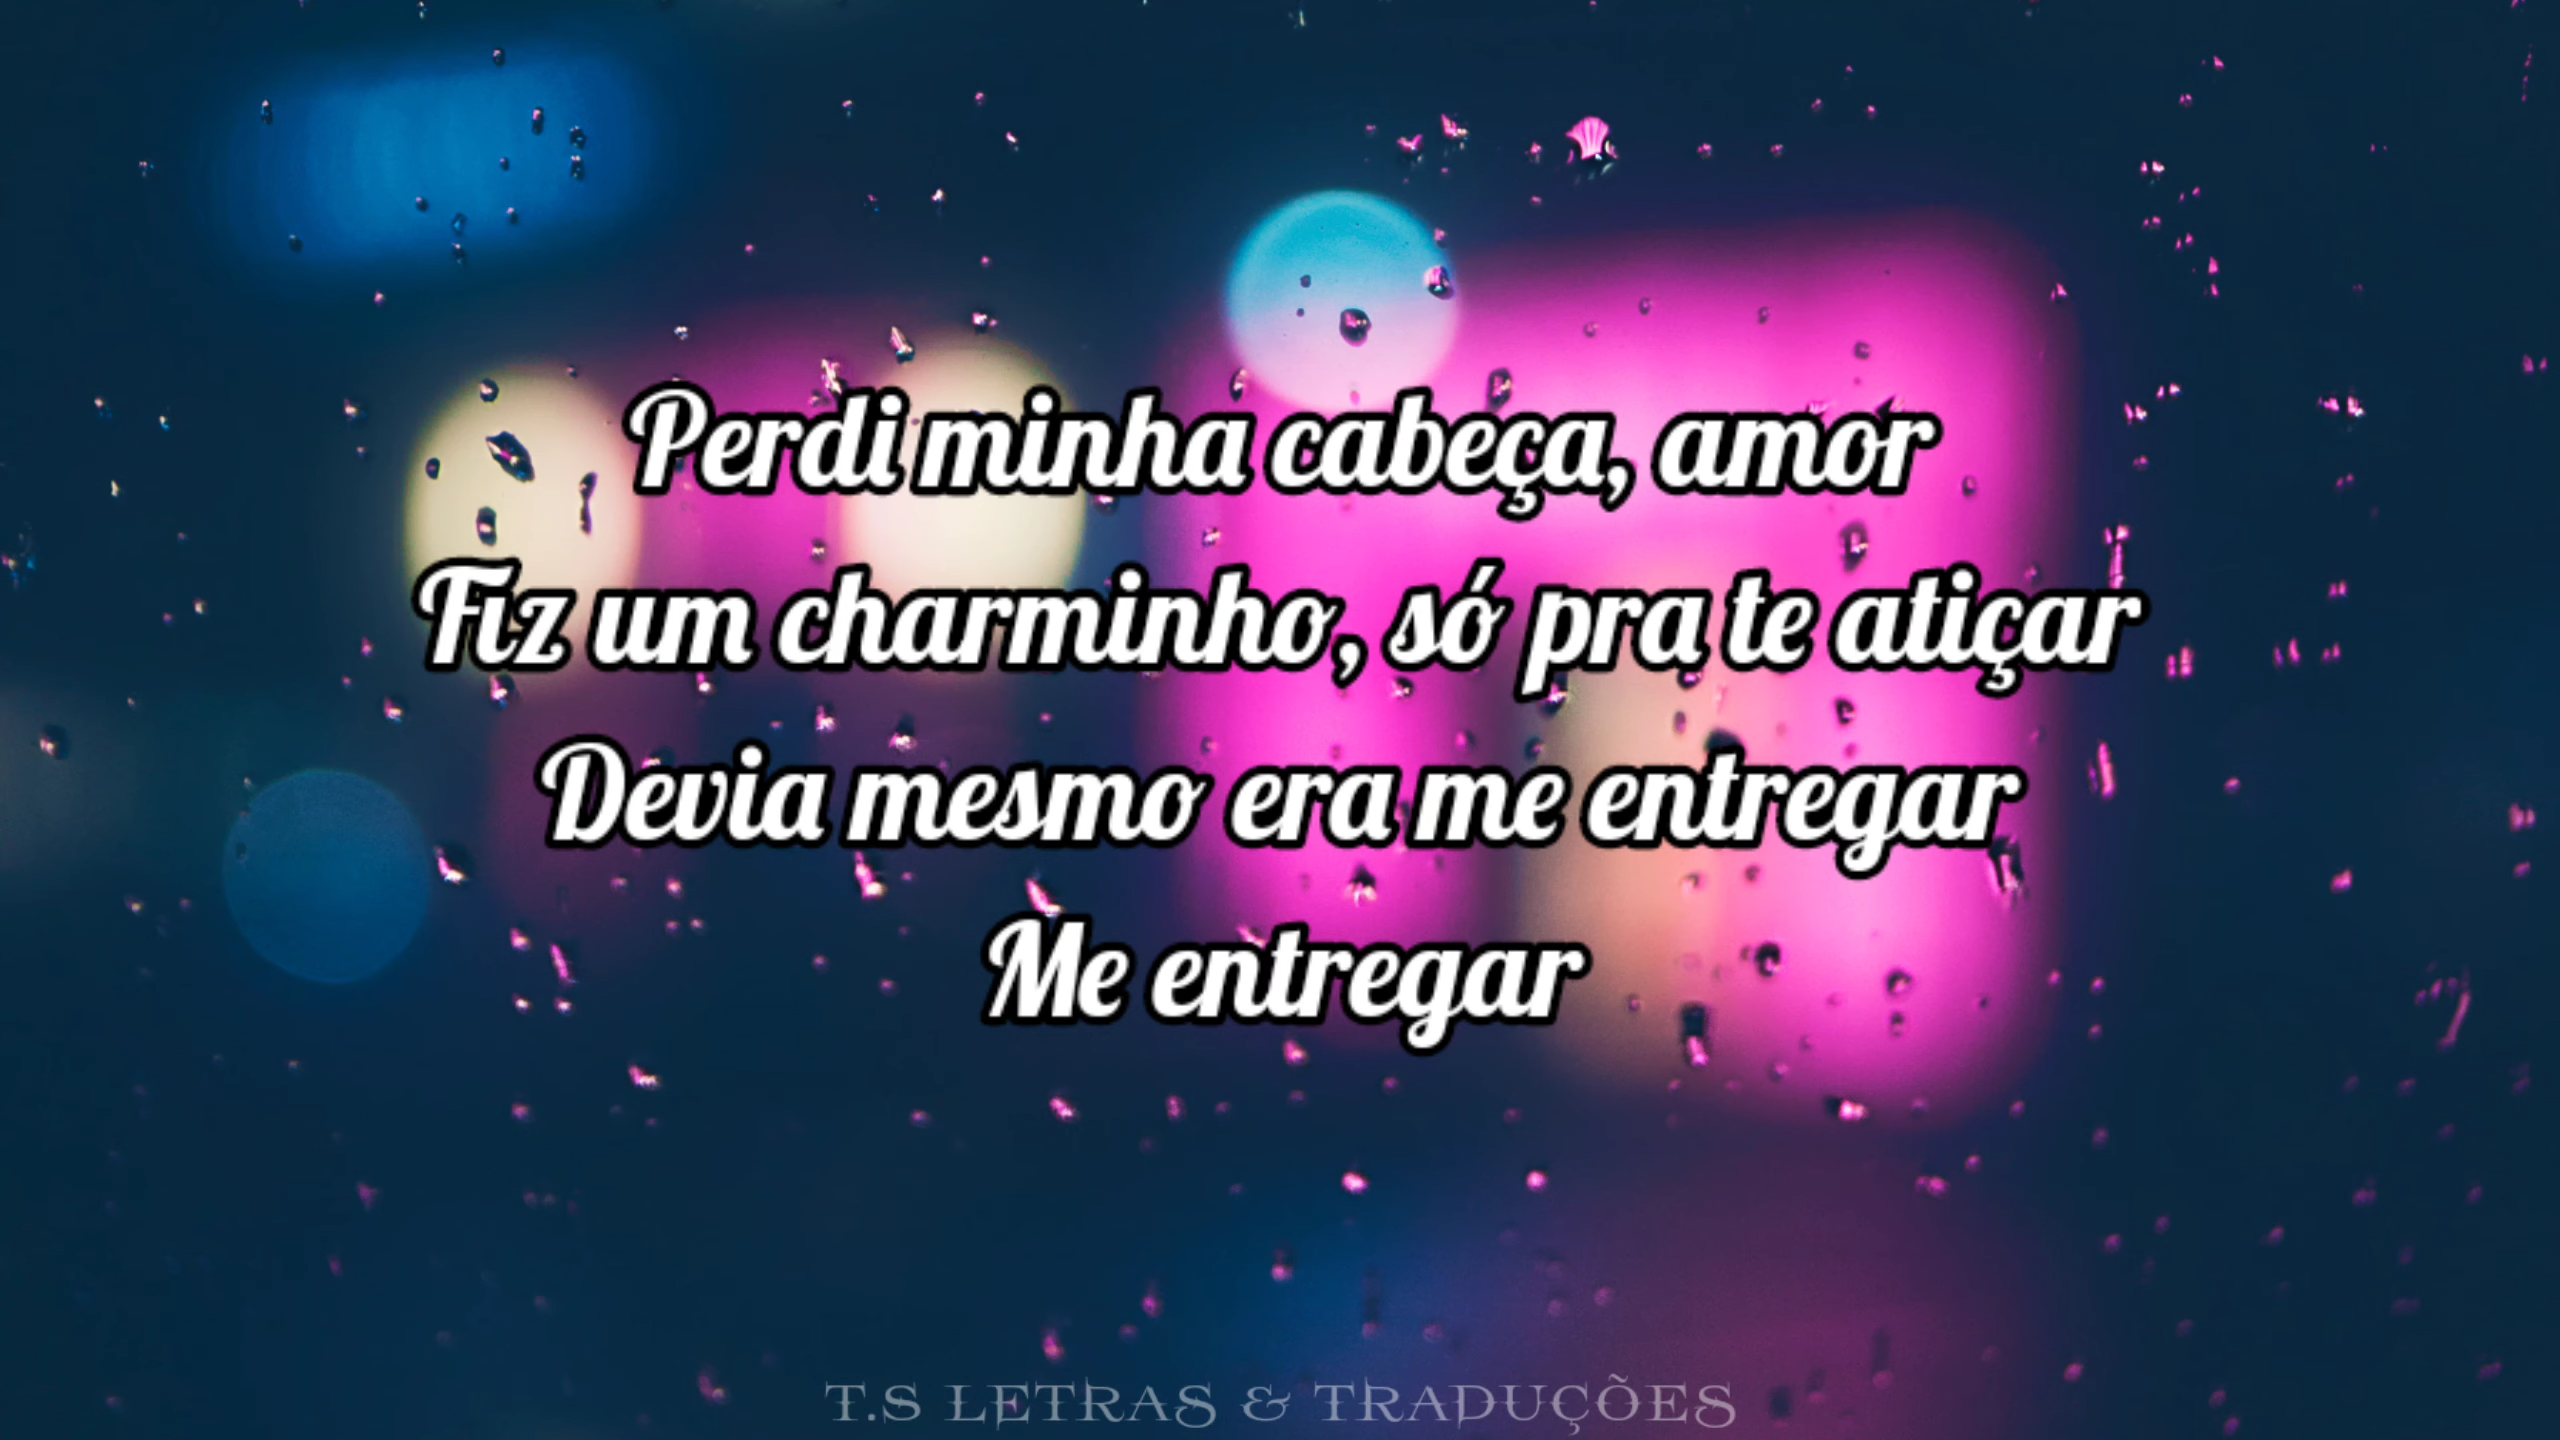 Perdi minha cabeça, amor
Fiz um charminho, só pra te atiçar
Devia mesmo era me entregar
Me entregar
T.S LETRAS & TRADUÇÕES